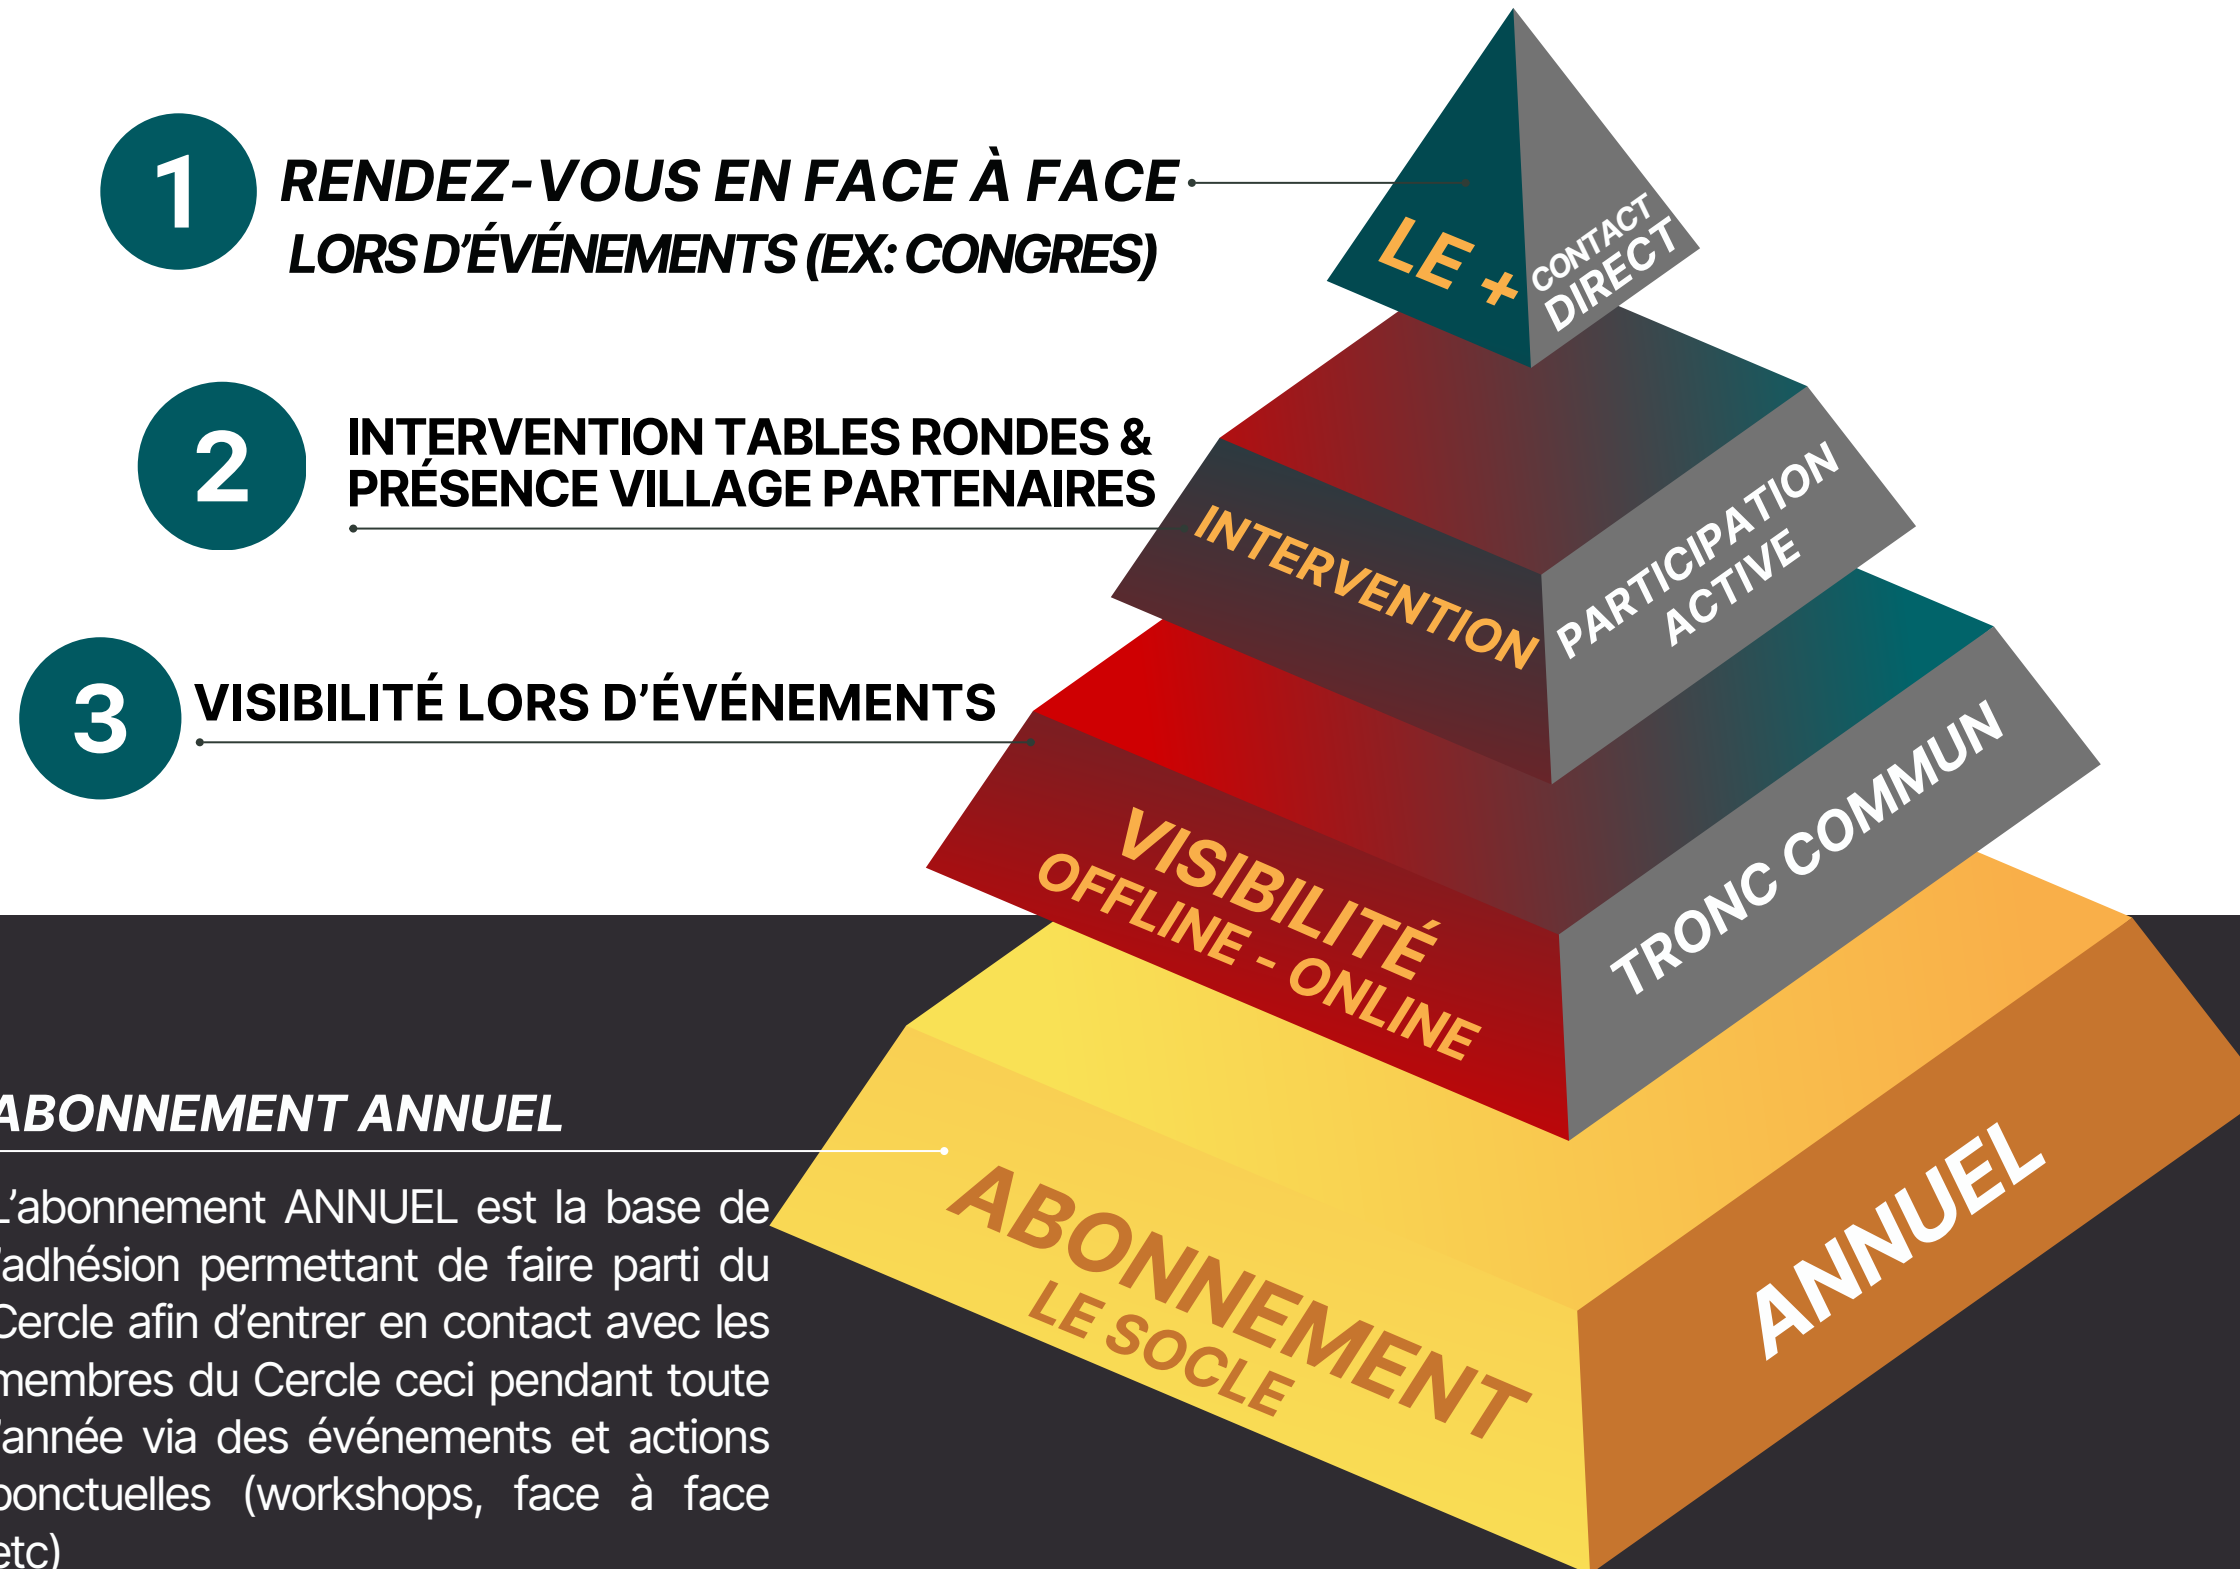 1
RENDEZ-VOUS EN FACE À FACE
LORS D’ÉVÉNEMENTS (EX: CONGRES)
LE +
CONTACT
DIRECT
2
INTERVENTION TABLES RONDES &
PRÉSENCE VILLAGE PARTENAIRES
INTERVENTION
PARTICIPATION
ACTIVE
3
VISIBILITÉ LORS D’ÉVÉNEMENTS
VISIBILITÉ
OFFLINE - ONLINE
TRONC COMMUN
ABONNEMENT ANNUEL
L’abonnement ANNUEL est la base de
l’adhésion permettant de faire parti du
Cercle afin d’entrer en contact avec les
membres du Cercle ceci pendant toute
l’année via des événements et actions
ponctuelles (workshops, face à face
etc)
ABONNEMENT
LE SOCLE
ANNUEL